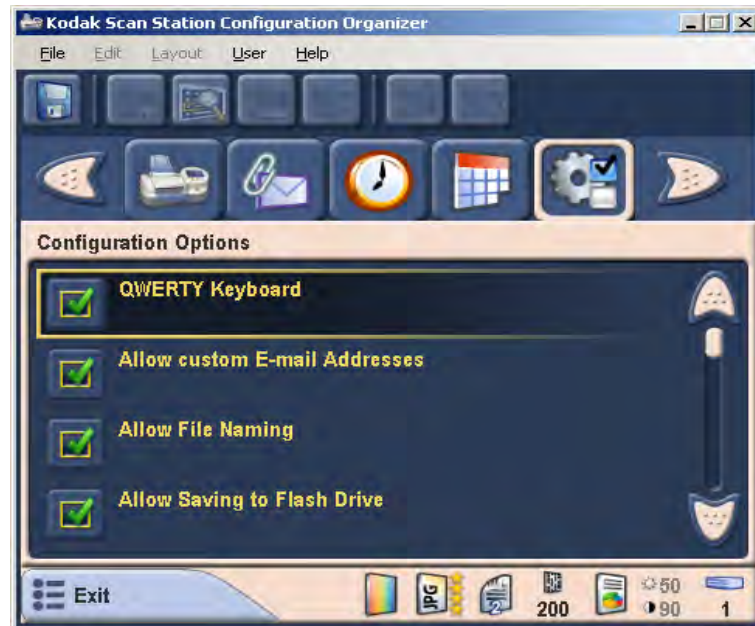 Kodak Scan Station Configuration Organizer
File Edit Layout User Help
Configuration Options
QWERTY Keyboard
Allow custom E-mail Addresses
Allow File Naming
Allow Saving to Flash Drive
Exit
JPG
2
200
50
90
1